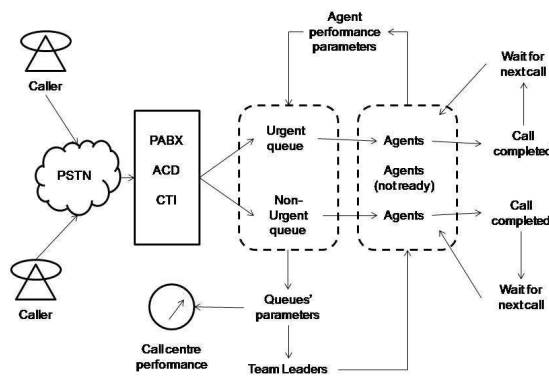 Agent
performance
parameters
Wait for
next call
Caller
PABX
ACD
CTI
Urgent
queue
Agents
Call
completed
PSTN
Agents
(not ready)
Non-
Urgent
queue
Agents
Call
completed
Caller
Queues'
parameters
Wait for
next call
Call centre
performance
Team Leaders